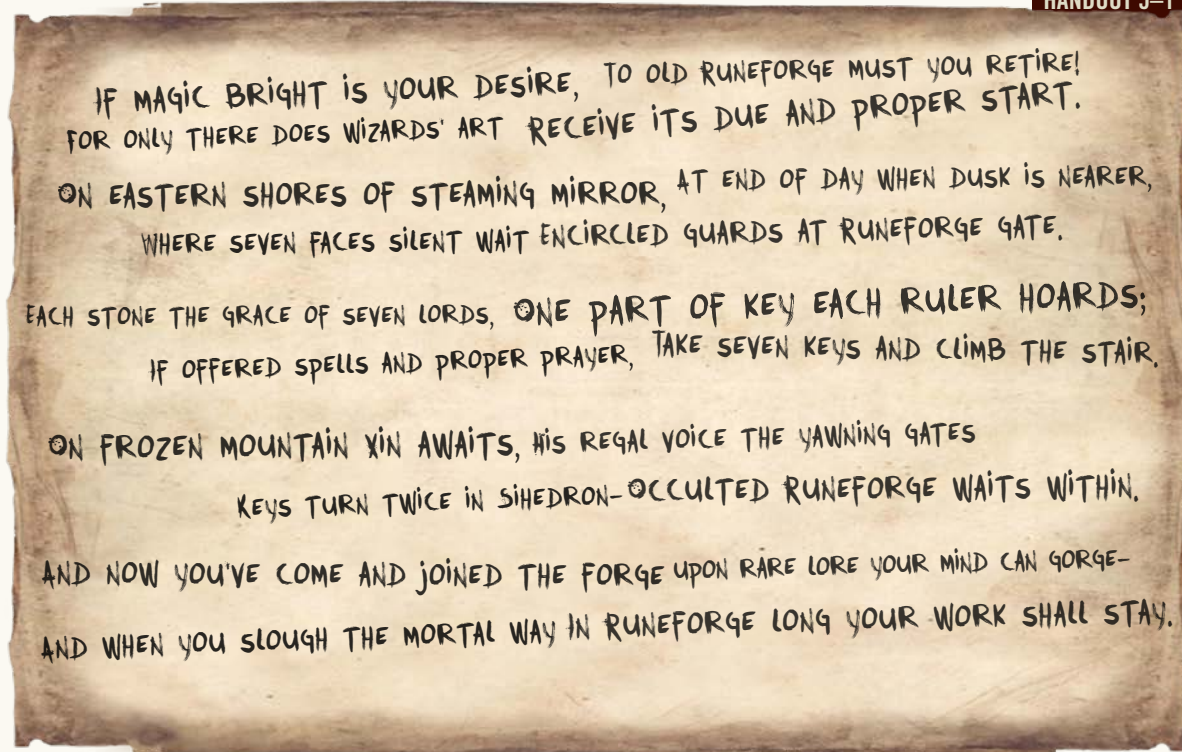 HANDOUT 5–1
IF MAGIC BRIGHT IS YOUR DESIRE, TO OLD RUNEFORGE MUST YOU RETIRE!
FOR ONLY THERE DOES WIZARDS' ART RECEIVE ITS DUE AND PROPER START.
ON EASTERN SHORES OF STEAMING MIRROR, AT END OF DAY WHEN DUSK IS NEARER,
WHERE SEVEN FACES SILENT WAIT ENCIRCLED GUARDS AT RUNEFORGE GATE.
EACH STONE THE GRACE OF SEVEN LORDS, ONE PART OF KEY EACH RULER HOARDS;
IF OFFERED SPELLS AND PROPER PRAYER, TAKE SEVEN KEYS AND CLIMB THE STAIR.
ON FROZEN MOUNTAIN XIN AWAITS, HIS REGAL VOICE THE YAWNING GATES
KEYS TURN TWICE IN SIHEDRON–OCCULTED RUNEFORGE WAITS WITHIN.
AND NOW YOU'VE COME AND JOINED THE FORGE UPON RARE LORE YOUR MIND CAN GORGE–
AND WHEN YOU SLOUGH THE MORTAL WAY IN RUNEFORGE LONG YOUR WORK SHALL STAY.